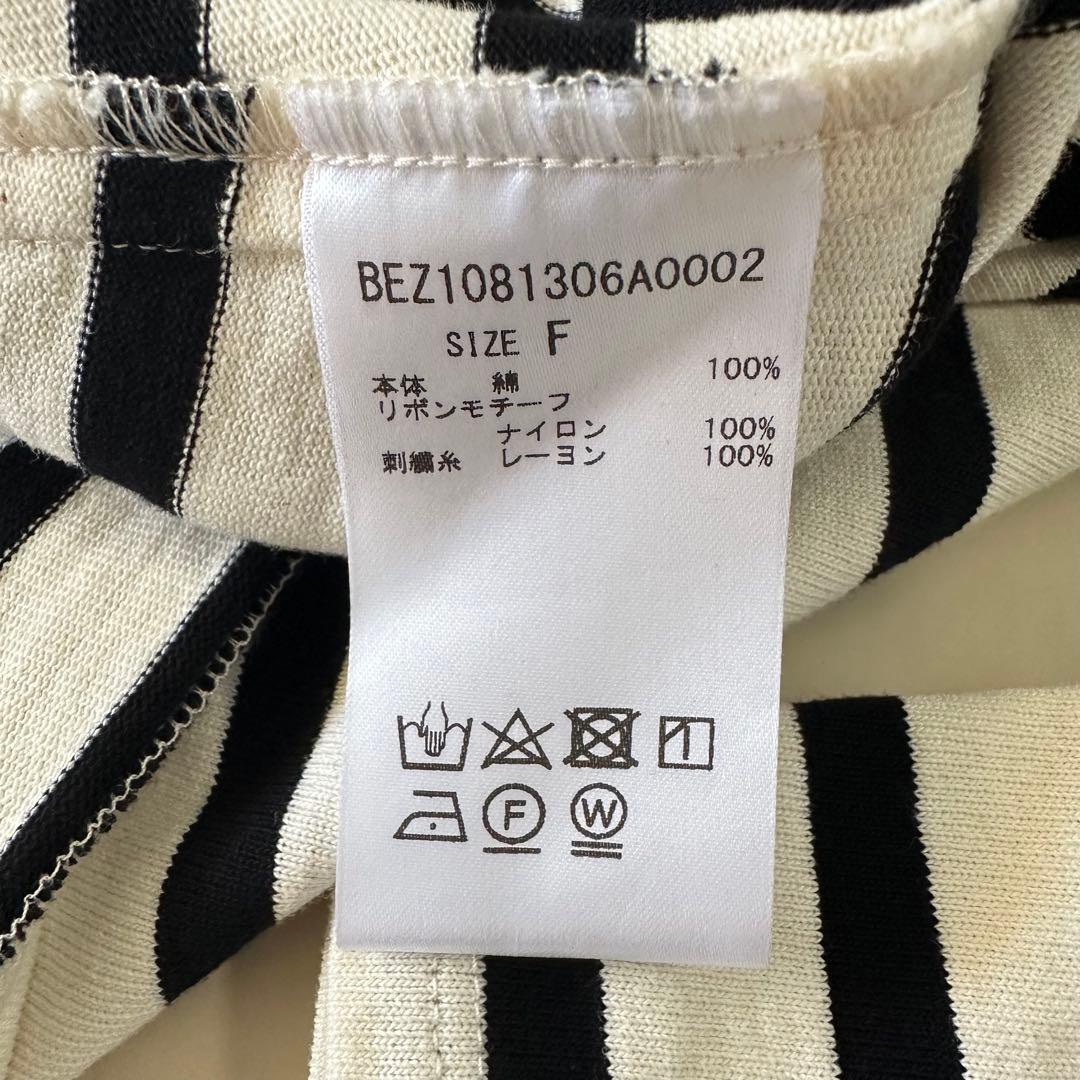 BEZ1081306A0002
SIZE F
本体 綿 100%
リボンモチーフ
ナイロン 100%
刺繍糸 レーヨン 100%
F W